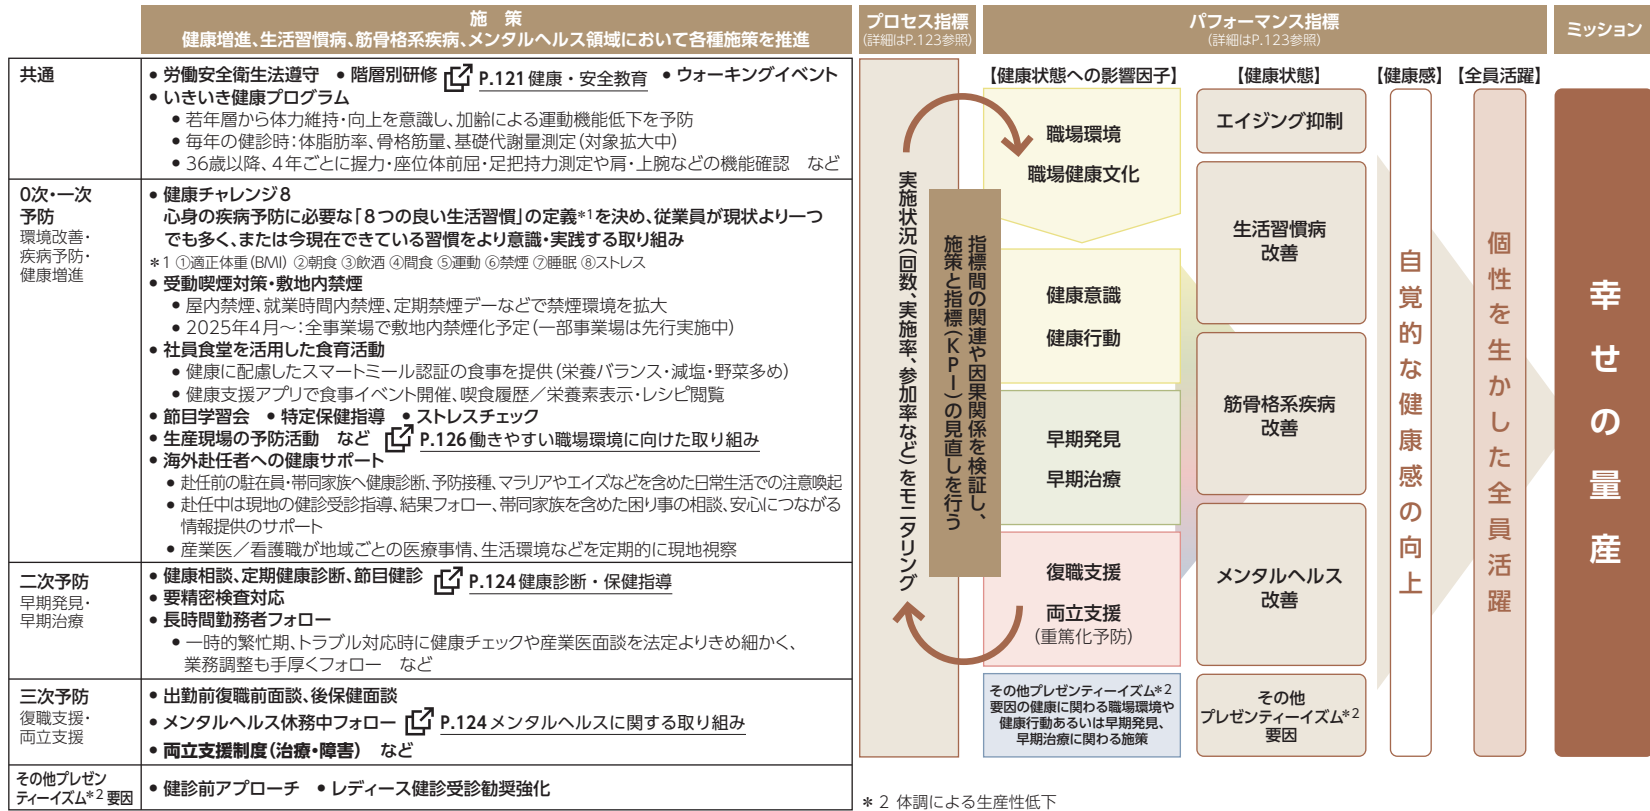 施 策
健康増進、生活習慣病、筋骨格系疾病、メンタルヘルス領域において各種施策を推進
プロセス指標
(詳細はP.123参照)
パフォーマンス指標
(詳細はP.123参照)
ミッション
共通
● 労働安全衛生法遵守 ● 階層別研修 P.121 健康・安全教育 ● ウォーキングイベント
● いきいき健康プログラム
● 若年層から体力維持・向上を意識し、加齢による運動機能低下を予防
● 毎年の健診時：体脂肪率、骨格筋量、基礎代謝量測定（対象拡大中）
● 36歳以降、4年ごとに握力・座位体前屈・足把持力測定や肩・上腕などの機能確認 など
0次・一次
予防
環境改善・
疾病予防・
健康増進
● 健康チャレンジ8
心身の疾病予防に必要な「8つの良い生活習慣」の定義*1を決め、従業員が現状より一つ
でも多く、または今現在できている習慣をより意識・実践する取り組み
*1 ①適正体重（BMI） ②朝食 ③飲酒 ④間食 ⑤運動 ⑥禁煙 ⑦睡眠 ⑧ストレス
● 受動喫煙対策・敷地内禁煙
● 屋内禁煙、就業時間内禁煙、定期禁煙デーなどで禁煙環境を拡大
● 2025年4月～：全事業場で敷地内禁煙化予定（一部事業場は先行実施中）
● 社員食堂を活用した食育活動
● 健康に配慮したスマートミール認証の食事を提供（栄養バランス・減塩・野菜多め）
● 健康支援アプリで食事イベント開催、喫食履歴／栄養素表示・レシピ閲覧
● 節目学習会 ● 特定保健指導 ● ストレスチェック
● 生産現場の予防活動 など P.126 働きやすい職場環境に向けた取り組み
● 海外赴任者への健康サポート
● 赴任前の駐在員・帯同家族へ健康診断、予防接種、マラリアやエイズなどを含めた日常生活での注意喚起
● 赴任中は現地の健診受診指導、結果フォロー、帯同家族を含めた困り事の相談、安心につながる
情報提供のサポート
● 産業医／看護職が地域ごとの医療事情、生活環境などを定期的に現地視察
二次予防
早期発見・
早期治療
● 健康相談、定期健康診断、節目健診 P.124 健康診断・保健指導
● 要精密検査対応
● 長時間勤務者フォロー
● 一時的繁忙期、トラブル対応時に健康チェックや産業医面談を法定よりきめ細かく、
業務調整も手厚くフォロー など
三次予防
復職支援・
両立支援
● 出勤前復職前面談、後保健面談
● メンタルヘルス休務中フォロー P.124 メンタルヘルスに関する取り組み
● 両立支援制度（治療・障害） など
その他プレゼン
ティーイズム*2 要因
● 健診前アプローチ ● レディース健診受診勧奨強化
実施状況（回数、実施率、参加率など）をモニタリング
指標間の関連や因果関係を検証し、
施策と指標（KPI）の見直しを行う
【健康状態への影響因子】
職場環境
職場健康文化
健康意識
健康行動
早期発見
早期治療
復職支援
両立支援
（重篤化予防）
その他プレゼンティーイズム*2
要因の健康に関わる職場環境や
健康行動あるいは早期発見、
早期治療に関わる施策
【健康状態】
エイジング抑制
生活習慣病
改善
筋骨格系疾病
改善
メンタルヘルス
改善
その他
プレゼンティーイズム*2
要因
【健康感】
自覚的な健康感の向上
【全員活躍】
個性を生かした全員活躍
幸せの量産
*2 体調による生産性低下